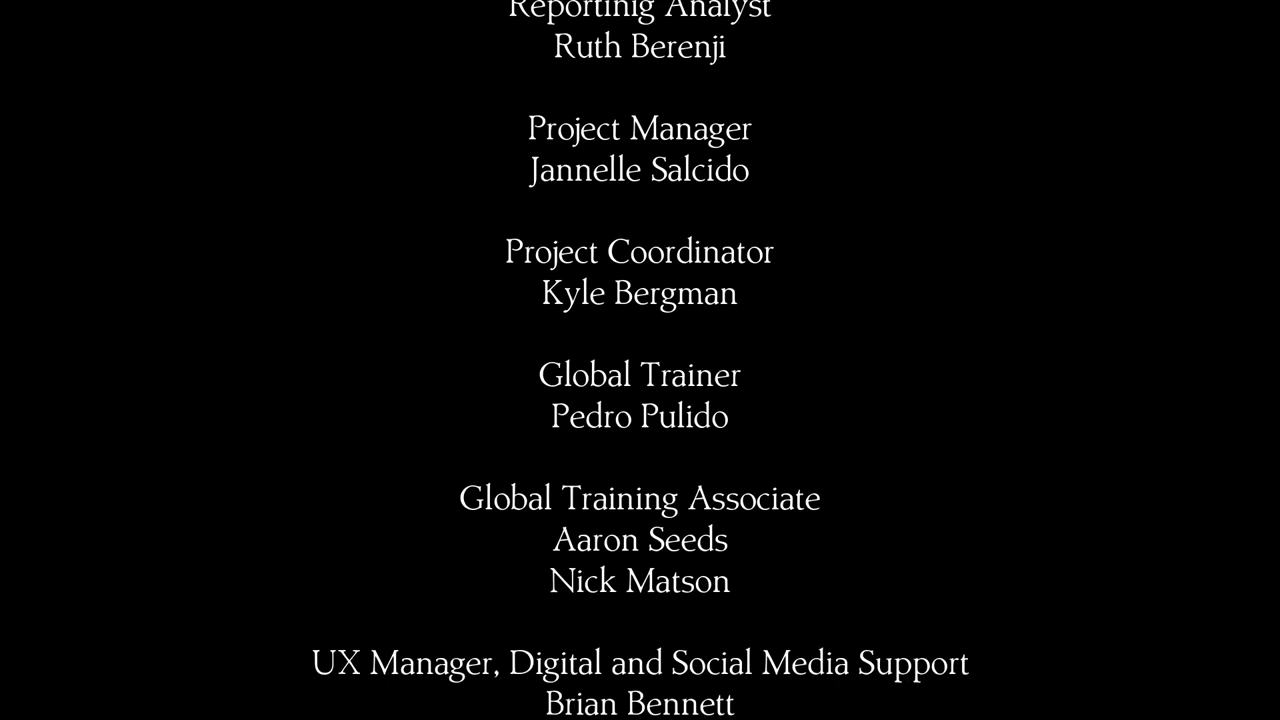 Reportinig Analyst
Ruth Berenji
Project Manager
Jannelle Salcido
Project Coordinator
Kyle Bergman
Global Trainer
Pedro Pulido
Global Training Associate
Aaron Seeds
Nick Matson
UX Manager, Digital and Social Media Support
Brian Bennett